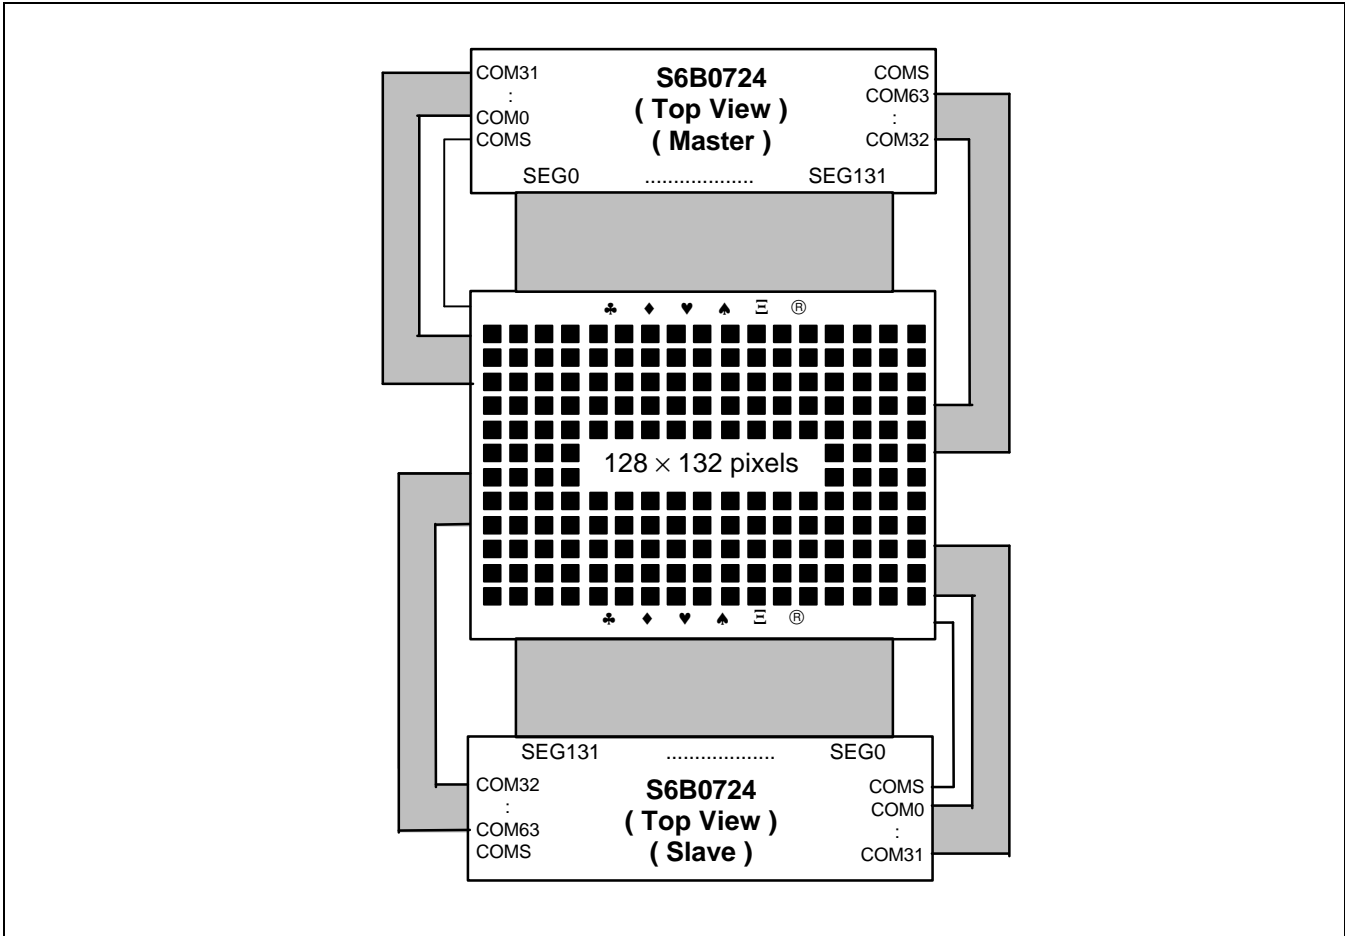 COM31
:
COM0
COMS
S6B0724
( Top View )
( Master )
COMS
COM63
:
COM32
SEG0 ................... SEG131
♣ ♦ ♥ ♠ Ξ ®
128 × 132 pixels
♣ ♦ ♥ ♠ Ξ ®
SEG131 ................... SEG0
COM32
:
COM63
COMS
S6B0724
( Top View )
( Slave )
COMS
COM0
:
COM31